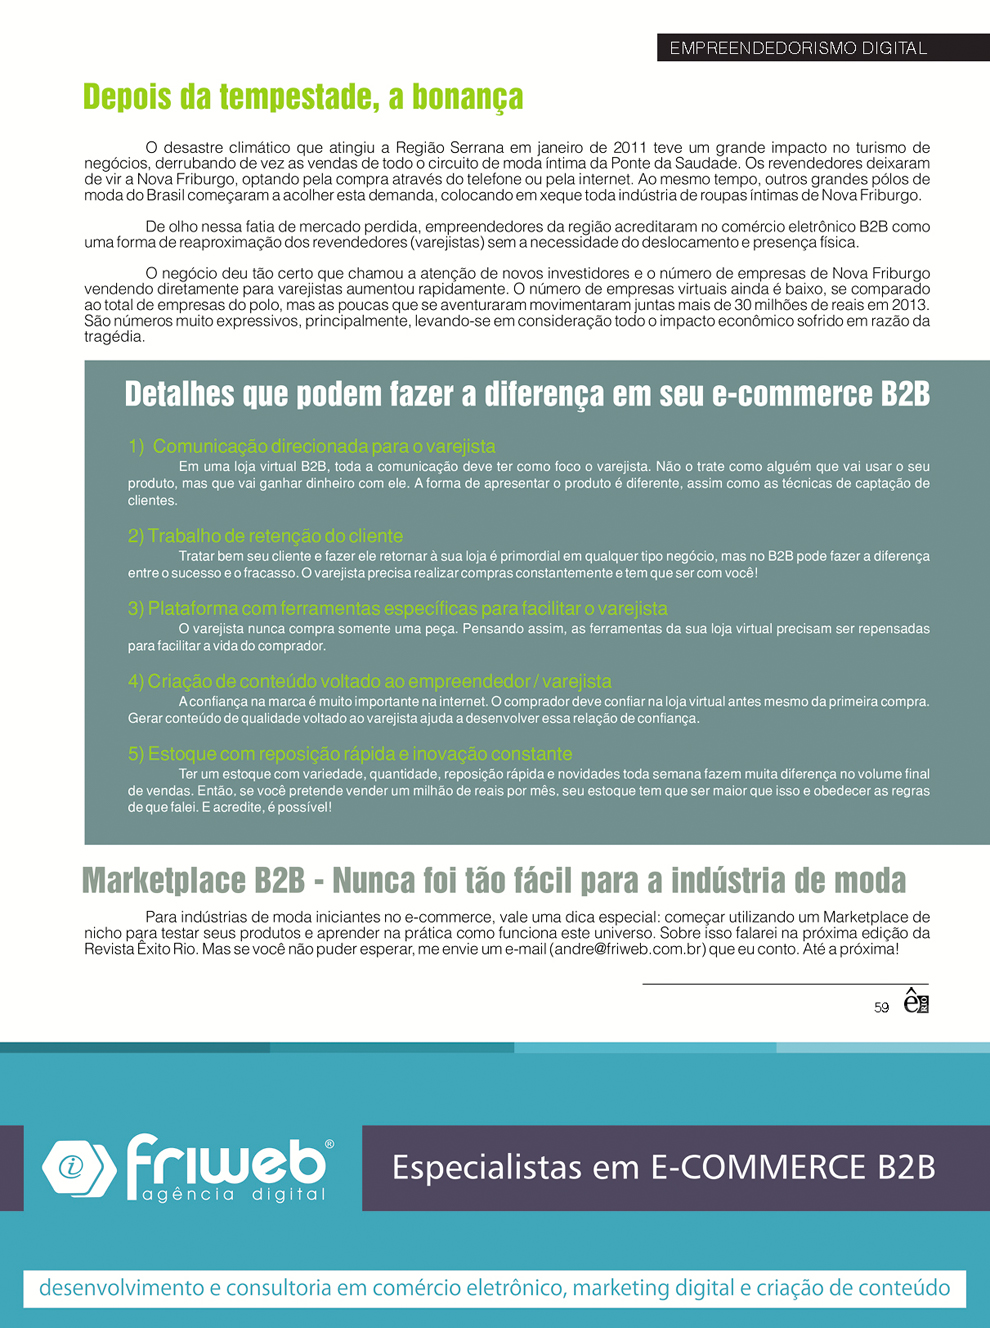 EMPREENDEDORISMO DIGITAL
Depois da tempestade, a bonança
O desastre climático que atingiu a Região Serrana em janeiro de 2011 teve um grande impacto no turismo de
negócios, derrubando de vez as vendas de todo o circuito de moda íntima da Ponte da Saudade. Os revendedores deixaram
de vir a Nova Friburgo, optando pela compra através do telefone ou pela internet. Ao mesmo tempo, outros grandes pólos de
moda do Brasil começaram a acolher esta demanda, colocando em xeque toda indústria de roupas íntimas de Nova Friburgo.
De olho nessa fatia de mercado perdida, empreendedores da região acreditaram no comércio eletrônico B2B como
uma forma de reaproximação dos revendedores (varejistas) sem a necessidade do deslocamento e presença física.
O negócio deu tão certo que chamou a atenção de novos investidores e o número de empresas de Nova Friburgo
vendendo diretamente para varejistas aumentou rapidamente. O número de empresas virtuais ainda é baixo, se comparado
ao total de empresas do polo, mas as poucas que se aventuraram movimentaram juntas mais de 30 milhões de reais em 2013.
São números muito expressivos, principalmente, levando-se em consideração todo o impacto econômico sofrido em razão da
tragédia.
Detalhes que podem fazer a diferença em seu e-commerce B2B
1) Comunicação direcionada para o varejista
Em uma loja virtual B2B, toda a comunicação deve ter como foco o varejista. Não o trate como alguém que vai usar o seu
produto, mas que vai ganhar dinheiro com ele. A forma de apresentar o produto é diferente, assim como as técnicas de captação de
clientes.
2) Trabalho de retenção do cliente
Tratar bem seu cliente e fazer ele retornar à sua loja é primordial em qualquer tipo negócio, mas no B2B pode fazer a diferença
entre o sucesso e o fracasso. O varejista precisa realizar compras constantemente e tem que ser com você!
3) Plataforma com ferramentas específicas para facilitar o varejista
O varejista nunca compra somente uma peça. Pensando assim, as ferramentas da sua loja virtual precisam ser repensadas
para facilitar a vida do comprador.
4) Criação de conteúdo voltado ao empreendedor / varejista
A confiança na marca é muito importante na internet. O comprador deve confiar na loja virtual antes mesmo da primeira compra.
Gerar conteúdo de qualidade voltado ao varejista ajuda a desenvolver essa relação de confiança.
5) Estoque com reposição rápida e inovação constante
Ter um estoque com variedade, quantidade, reposição rápida e novidades toda semana fazem muita diferença no volume final
de vendas. Então, se você pretende vender um milhão de reais por mês, seu estoque tem que ser maior que isso e obedecer as regras
de que falei. E acredite, é possível!
Marketplace B2B - Nunca foi tão fácil para a indústria de moda
Para indústrias de moda iniciantes no e-commerce, vale uma dica especial: começar utilizando um Marketplace de
nicho para testar seus produtos e aprender na prática como funciona este universo. Sobre isso falarei na próxima edição da
Revista Êxito Rio. Mas se você não puder esperar, me envie um e-mail (andre@friweb.com.br) que eu conto. Até a próxima!
59 ê RIO
i friweb®
agência digital
Especialistas em E-COMMERCE B2B
desenvolvimento e consultoria em comércio eletrônico, marketing digital e criação de conteúdo